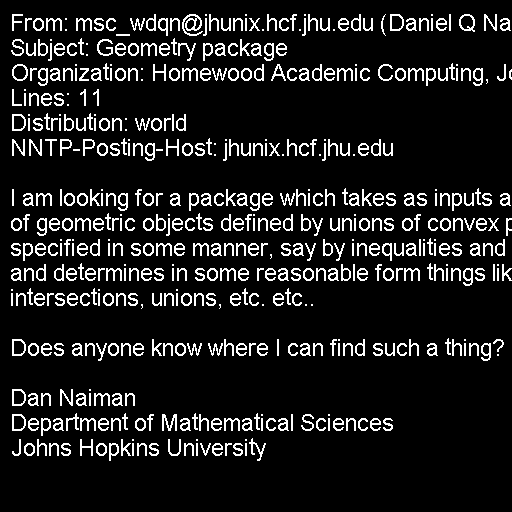 From: msc_wdqn@jhunix.hcf.jhu.edu (Daniel Q Na
Subject: Geometry package
Organization: Homewood Academic Computing, Jo
Lines: 11
Distribution: world
NNTP-Posting-Host: jhunix.hcf.jhu.edu
I am looking for a package which takes as inputs a
of geometric objects defined by unions of convex p
specified in some manner, say by inequalities and
and determines in some reasonable form things lik
intersections, unions, etc. etc..
Does anyone know where I can find such a thing?
Dan Naiman
Department of Mathematical Sciences
Johns Hopkins University